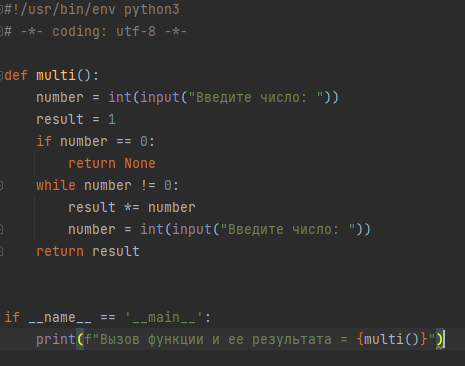 #!/usr/bin/env python3
# -*- coding: utf-8 -*-
def multi():
    number = int(input("Введите число: "))
    result = 1
    if number == 0:
        return None
    while number != 0:
        result *= number
        number = int(input("Введите число: "))
    return result
if __name__ == '__main__':
    print(f"Вызов функции и ее результата = {multi()}")